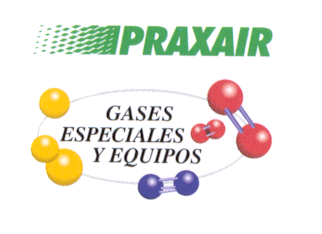 PRAXAIR
GASES
ESPECIALES
Y EQUIPOS